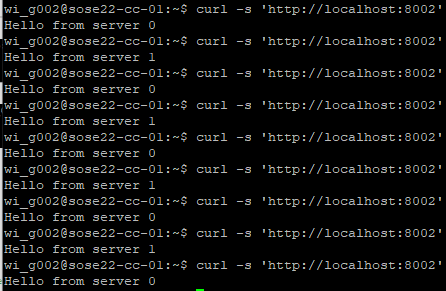 wi_g002@sose22-cc-01:~$ curl -s 'http://localhost:8002'
Hello from server 0
wi_g002@sose22-cc-01:~$ curl -s 'http://localhost:8002'
Hello from server 1
wi_g002@sose22-cc-01:~$ curl -s 'http://localhost:8002'
Hello from server 0
wi_g002@sose22-cc-01:~$ curl -s 'http://localhost:8002'
Hello from server 1
wi_g002@sose22-cc-01:~$ curl -s 'http://localhost:8002'
Hello from server 0
wi_g002@sose22-cc-01:~$ curl -s 'http://localhost:8002'
Hello from server 1
wi_g002@sose22-cc-01:~$ curl -s 'http://localhost:8002'
Hello from server 0
wi_g002@sose22-cc-01:~$ curl -s 'http://localhost:8002'
Hello from server 1
wi_g002@sose22-cc-01:~$ curl -s 'http://localhost:8002'
Hello from server 0